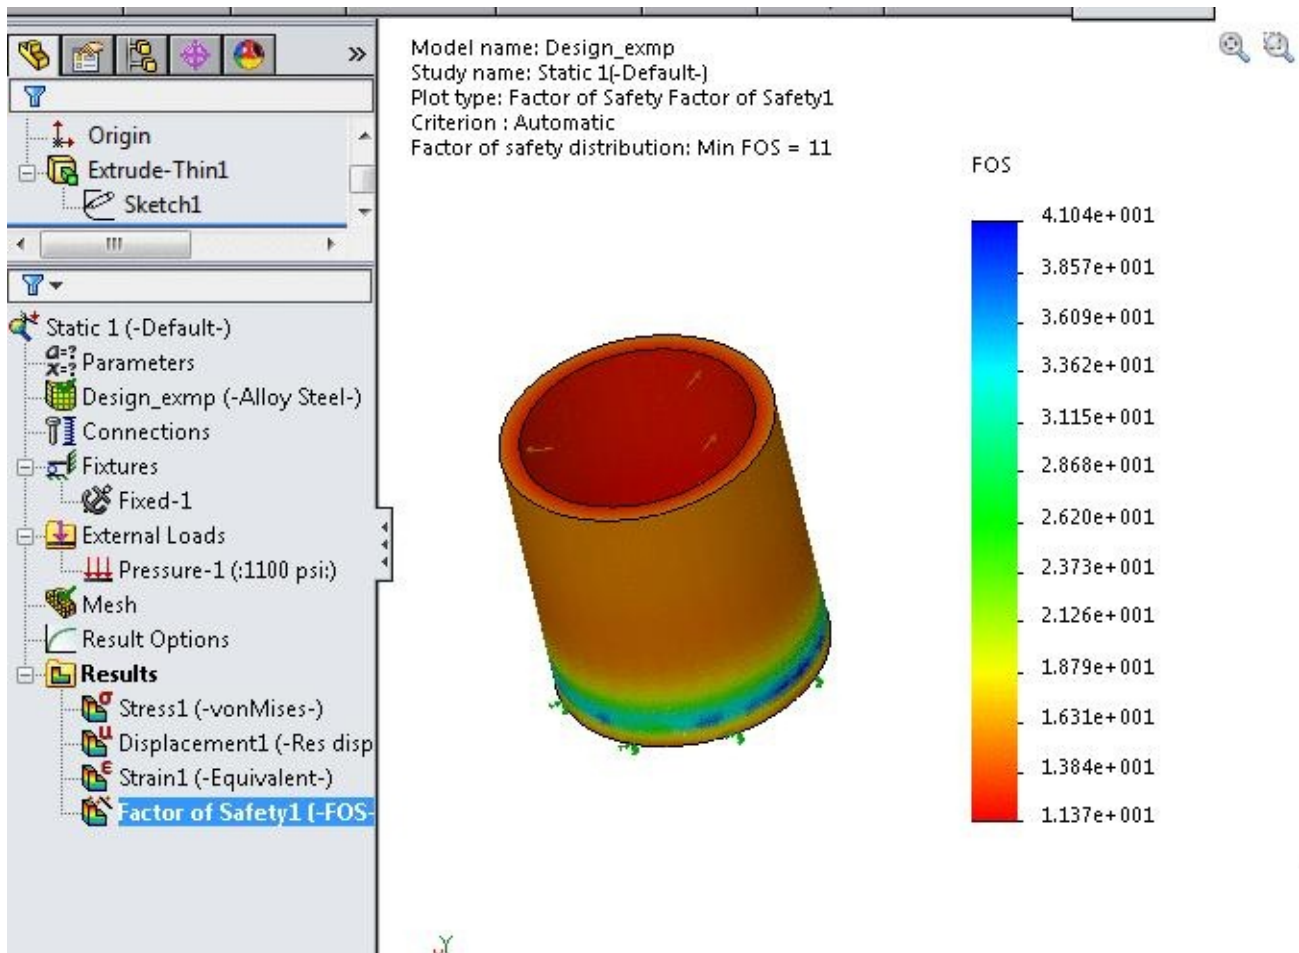 Model name: Design_exmp
Study name: Static 1(-Default-)
Plot type: Factor of Safety Factor of Safety1
Criterion : Automatic
Factor of safety distribution: Min FOS = 11
Origin
Extrude-Thin1
Sketch1
Static 1 (-Default-)
Parameters
Design_exmp (-Alloy Steel-)
Connections
Fixtures
Fixed-1
External Loads
Pressure-1 (:1100 psi:)
Mesh
Result Options
Results
Stress1 (-vonMises-)
Displacement1 (-Res disp
Strain1 (-Equivalent-)
Factor of Safety1 (-FOS-
FOS
4.104e+001
3.857e+001
3.609e+001
3.362e+001
3.115e+001
2.868e+001
2.620e+001
2.373e+001
2.126e+001
1.879e+001
1.631e+001
1.384e+001
1.137e+001
Y